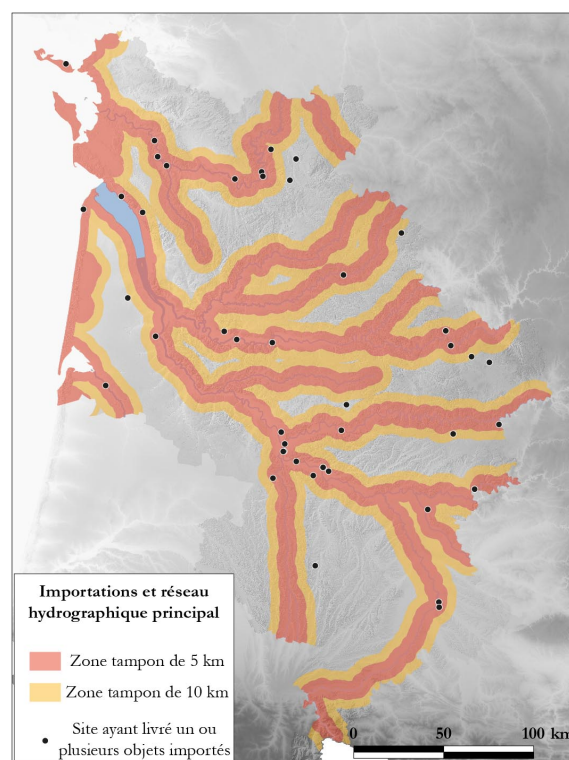 Importations et réseau
hydrographique principal
Zone tampon de 5 km
Zone tampon de 10 km
Site ayant livré un ou
plusieurs objets importés
0 50 100 km